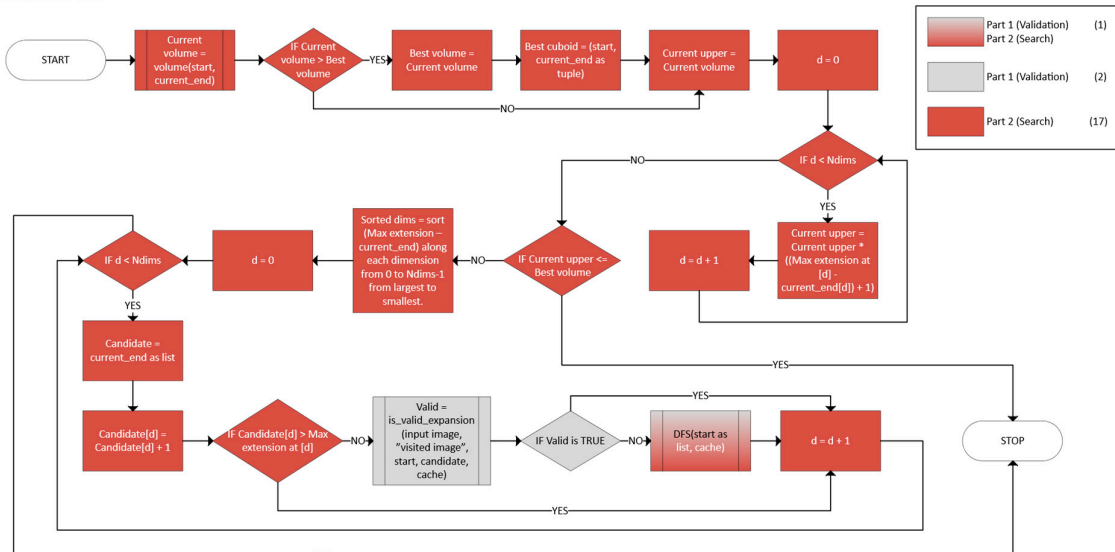 START
Current
volume =
volume(start,
current_end)
IF Current
volume > Best
volume
YES
Best volume =
Current volume
Best cuboid = (start,
current_end as
tuple)
Current upper =
Current volume
d = 0
NO
Part 1 (Validation) (1)
Part 2 (Search)
Part 1 (Validation) (2)
Part 2 (Search) (17)
IF d < Ndims
NO
YES
Current upper =
Current upper *
((Max extension at
[d] -
current_end[d]) + 1)
d = d + 1
IF Current upper <=
Best volume
NO
YES
Sorted dims = sort
(Max extension –
current_end) along
each dimension
from 0 to Ndims-1
from largest to
smallest.
d = 0
IF d < Ndims
YES
Candidate =
current_end as list
Candidate[d] =
Candidate[d] + 1
IF Candidate[d] > Max
extension at [d]
NO
YES
Valid =
is_valid_expansion
(input image,
”visited image”,
start, candidate,
cache)
IF Valid is TRUE
YES
NO
DFS(start as
list, cache)
d = d + 1
STOP